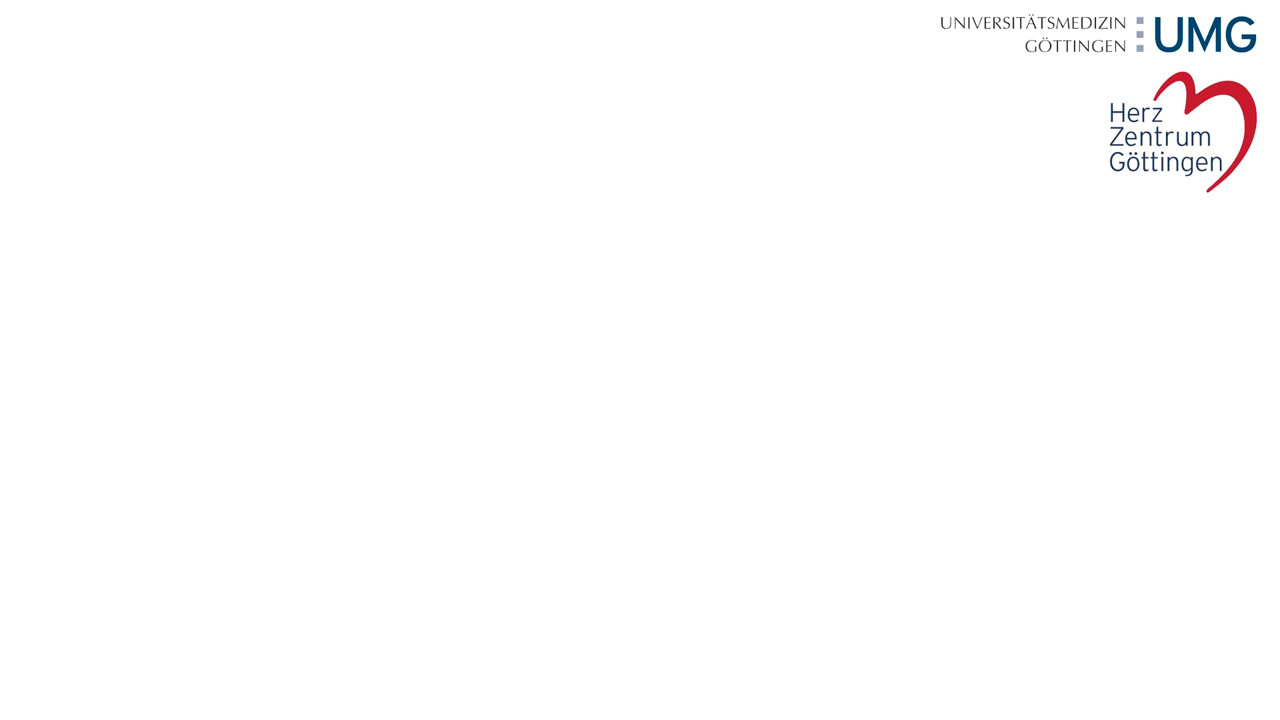 UNIVERSITÄTSMEDIZIN
GÖTTINGEN
UMG
Herz
Zentrum
Göttingen